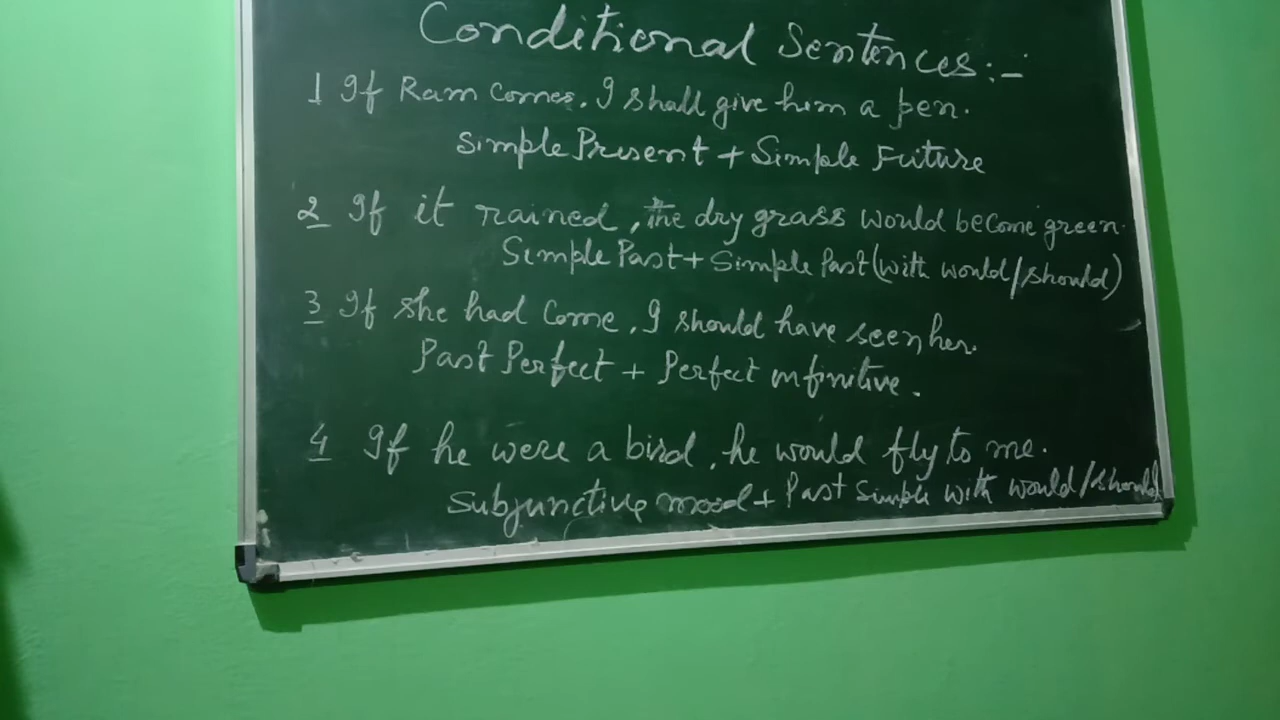 Conditional Sentences:-
1 If Ram comes, I shall give him a pen.
Simple Present + Simple Future
2 If it rained, the dry grass would become green.
Simple Past + Simple Past (with would/should)
3 If she had come, I should have seen her.
Past Perfect + Perfect infinitive.
4 If he were a bird, he would fly to me.
Subjunctive mood + Past Simple with would/should